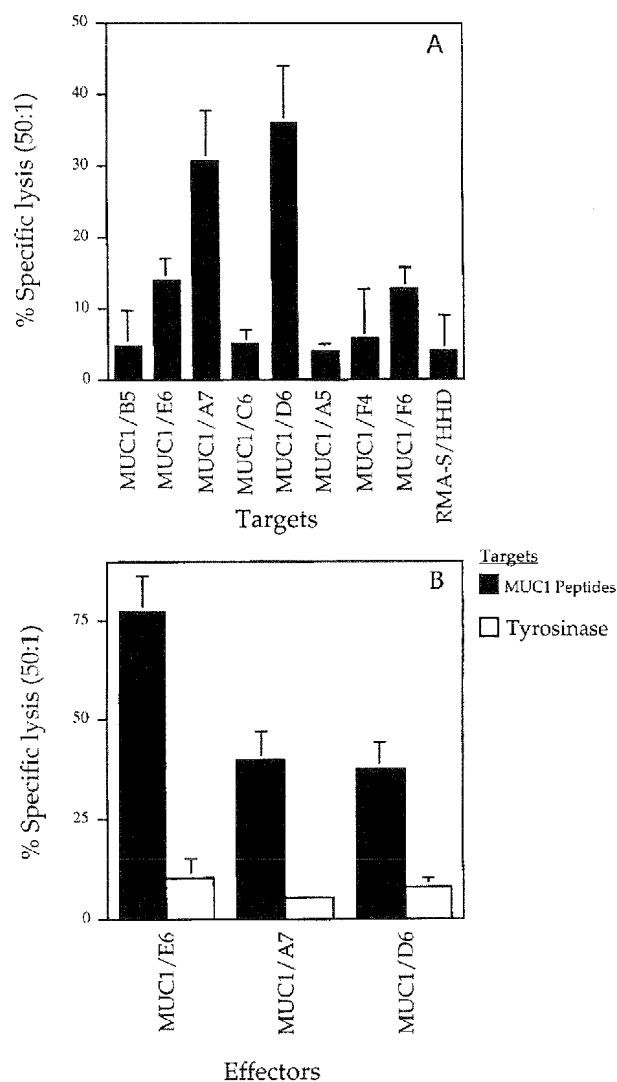 A
% Specific lysis (50:1)
50
40
30
20
10
0
MUC1/B5
MUC1/E6
MUC1/A7
MUC1/C6
MUC1/D6
MUC1/A5
MUC1/F4
MUC1/F6
RMA-S/HHD
Targets
B
% Specific lysis (50:1)
75
50
25
0
MUC1/E6
MUC1/A7
MUC1/D6
Effectors
Targets
MUC1 Peptides
Tyrosinase